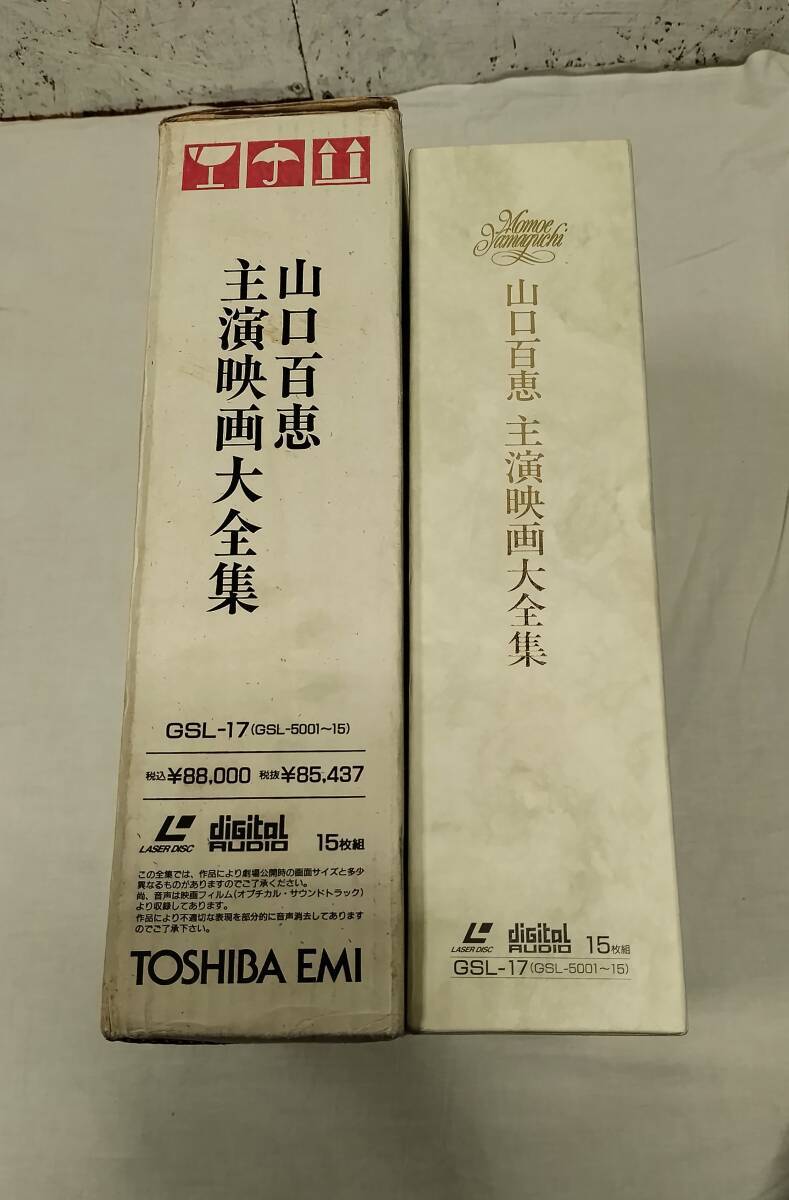 山口百恵
主演映画大全集
GSL-17(GSL-5001~15)
税込¥88,000 税抜¥85,437
LASER DISC digital AUDIO 15枚組
この全集では、作品により劇場公開時の画面サイズと多少
異なるものがありますのでご了承ください。
尚、音声は映画フィルム(オプチカル・サウンドトラック)
より収録してあります。
作品により不適切な表現を部分的に音声消去してあります
のでご了承下さい。
TOSHIBA EMI
Momoe
Yamaguchi
山口百恵 主演映画大全集
LASER DISC digital AUDIO 15枚組
GSL-17(GSL-5001~15)